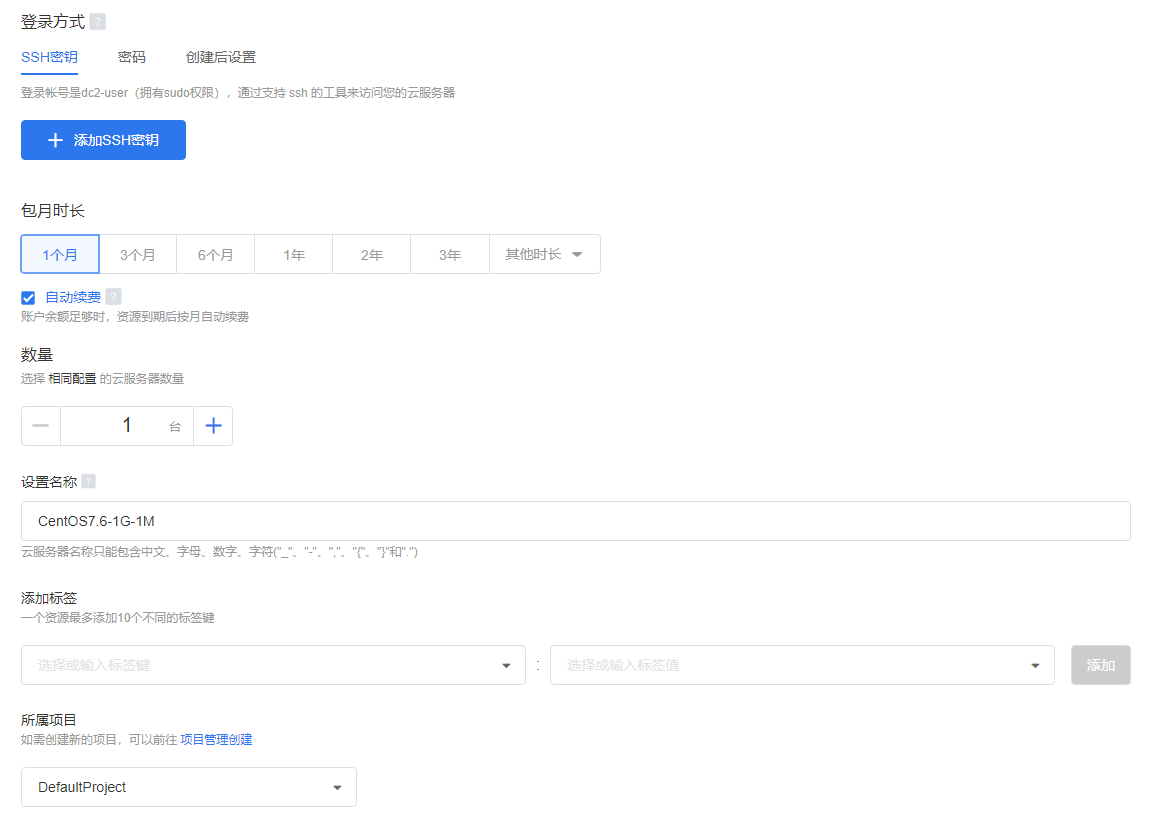 登录方式 ?
SSH密钥 密码 创建后设置
登录帐号是dc2-user（拥有sudo权限），通过支持 ssh 的工具来访问您的云服务器
添加SSH密钥
包月时长
1个月 3个月 6个月 1年 2年 3年 其他时长
自动续费 ?
账户余额足够时，资源到期后按月自动续费
数量
选择 相同配置 的云服务器数量
1 台
设置名称 ?
CentOS7.6-1G-1M
云服务器名称只能包含中文、字母、数字、字符("_"、"-"、","、"{"、"}"和".")
添加标签
一个资源最多添加10个不同的标签键
选择或输入标签键 : 选择或输入标签值 添加
所属项目
如需创建新的项目，可以前往 项目管理创建
DefaultProject